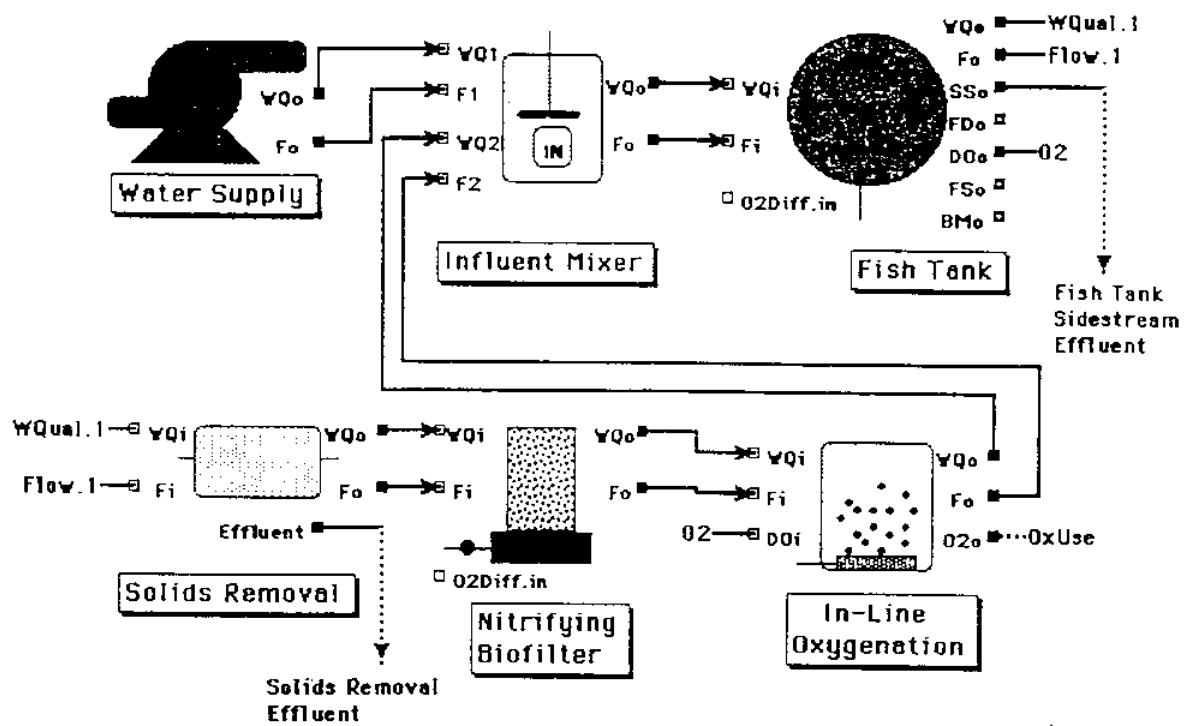 WQo
Fo
Water Supply
WQ1
F1
WQ2
F2
IN
WQo
Fo
Influent Mixer
WQi
Fi
O2Diff.in
WQo
WQual.1
Fo
Flow.1
SSo
FDo
DOo
O2
FSo
BMo
Fish Tank
Fish Tank
Sidestream
Effluent
WQual.1
WQi
Flow.1
Fi
WQo
Fo
Effluent
Solids Removal
Solids Removal
Effluent
WQi
Fi
O2Diff.in
WQo
Fo
Nitrifying
Biofilter
WQi
Fi
O2
DOi
WQo
Fo
O2o
OxUse
In-Line
Oxygenation